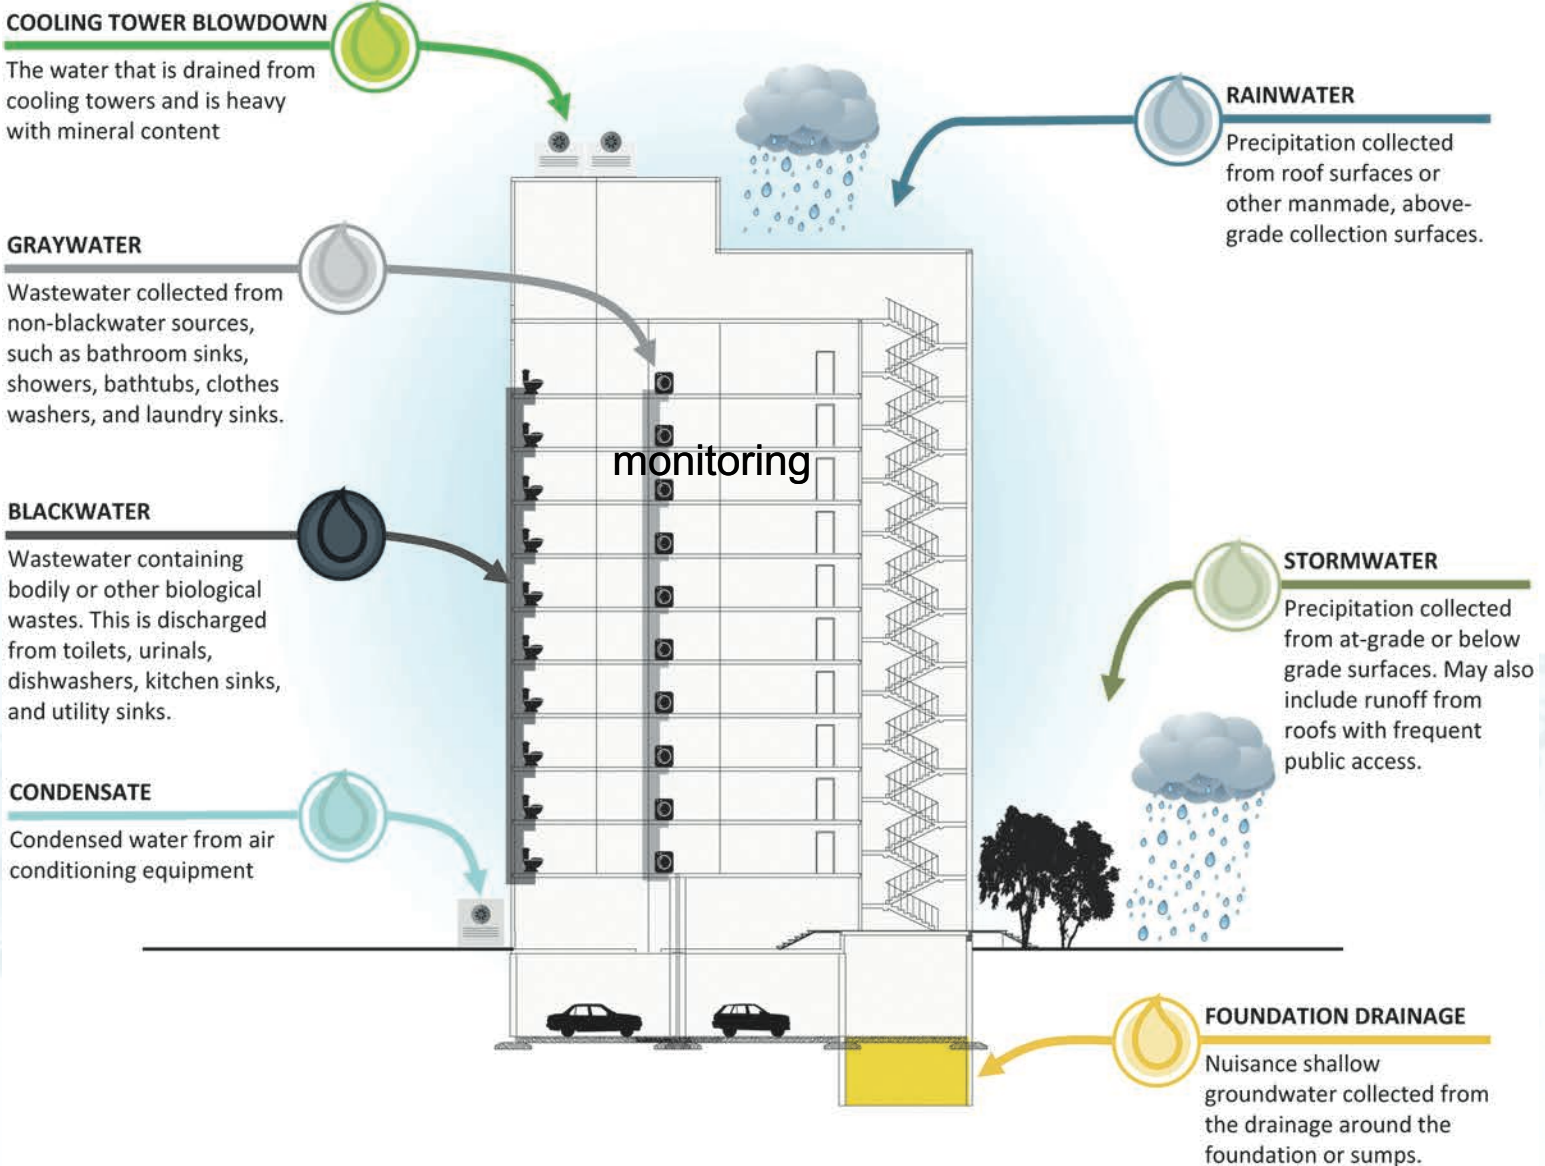 COOLING TOWER BLOWDOWN
The water that is drained from
cooling towers and is heavy
with mineral content
RAINWATER
Precipitation collected
from roof surfaces or
other manmade, above-
grade collection surfaces.
GRAYWATER
Wastewater collected from
non-blackwater sources,
such as bathroom sinks,
showers, bathtubs, clothes
washers, and laundry sinks.
monitoring
BLACKWATER
Wastewater containing
bodily or other biological
wastes. This is discharged
from toilets, urinals,
dishwashers, kitchen sinks,
and utility sinks.
STORMWATER
Precipitation collected
from at-grade or below
grade surfaces. May also
include runoff from
roofs with frequent
public access.
CONDENSATE
Condensed water from air
conditioning equipment
FOUNDATION DRAINAGE
Nuisance shallow
groundwater collected from
the drainage around the
foundation or sumps.